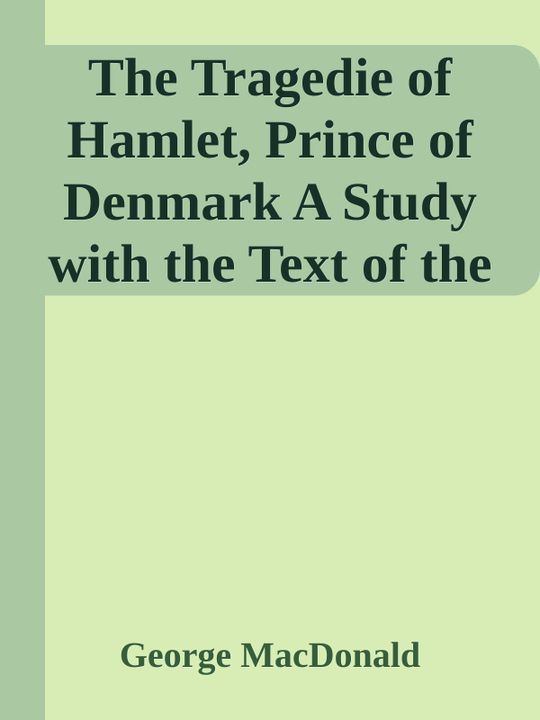 The Tragedie of
Hamlet, Prince of
Denmark A Study
with the Text of the
George MacDonald